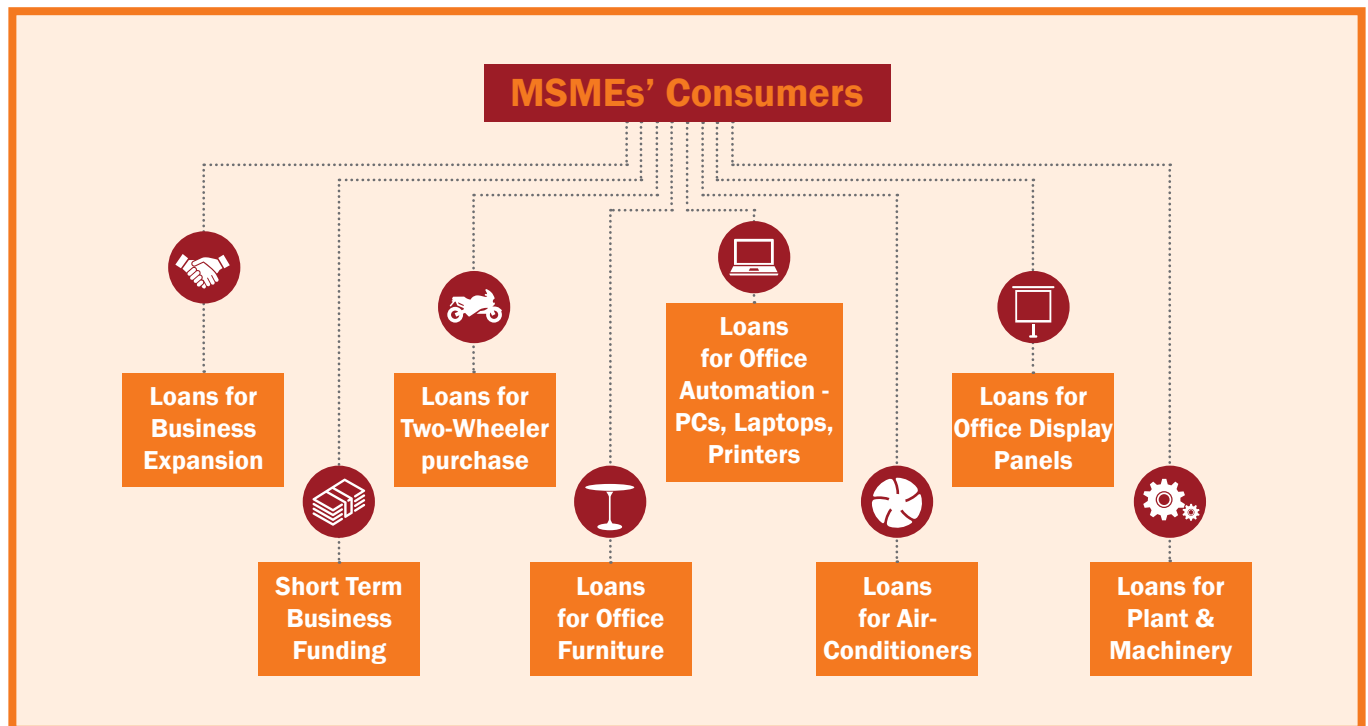 MSMEs’ Consumers
Loans for
Business
Expansion
Short Term
Business
Funding
Loans for
Two-Wheeler
purchase
Loans
for Office
Furniture
Loans
for Office
Automation -
PCs, Laptops,
Printers
Loans
for Air-
Conditioners
Loans for
Office Display
Panels
Loans for
Plant &
Machinery